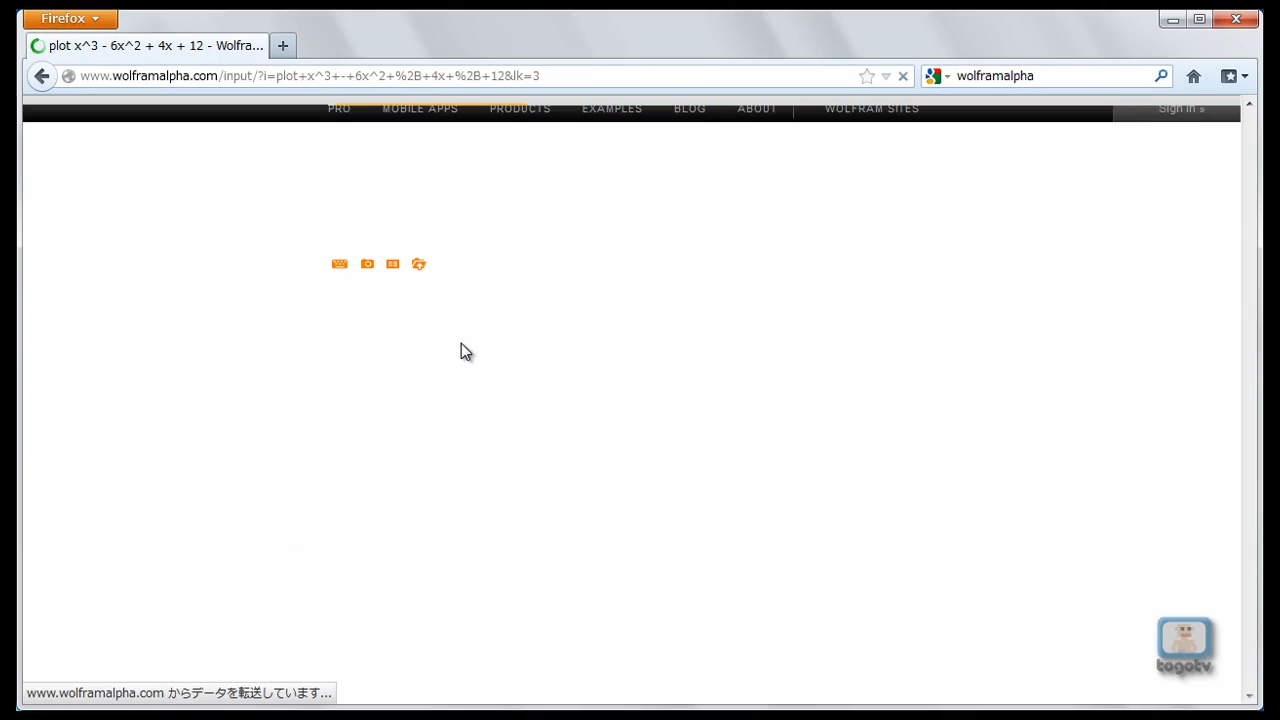 Firefox
plot x^3 - 6x^2 + 4x + 12 - Wolfra...
www.wolframalpha.com/input/?i=plot+x^3+-+6x^2+%2B+4x+%2B+12&lk=3
wolframalpha
PRO MOBILE APPS PRODUCTS EXAMPLES BLOG ABOUT WOLFRAM SITES Sign in »
togotv
www.wolframalpha.com からデータを転送しています...